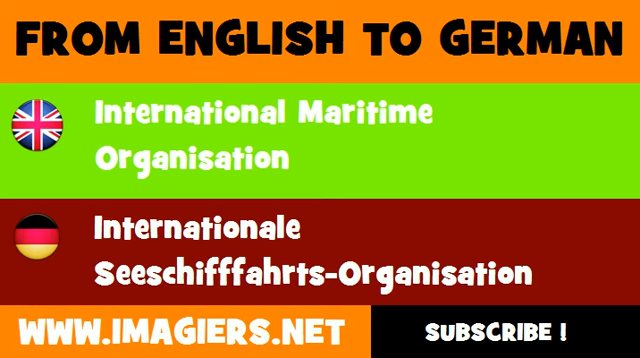 FROM ENGLISH TO GERMAN
International Maritime
Organisation
Internationale
Seeschifffahrts-Organisation
WWW.IMAGIERS.NET
SUBSCRIBE !